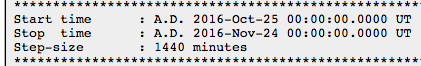 *****************************************************
Start time      : A.D. 2016-Oct-25 00:00:00.0000 UT
Stop  time      : A.D. 2016-Nov-24 00:00:00.0000 UT
Step-size       : 1440 minutes
*****************************************************